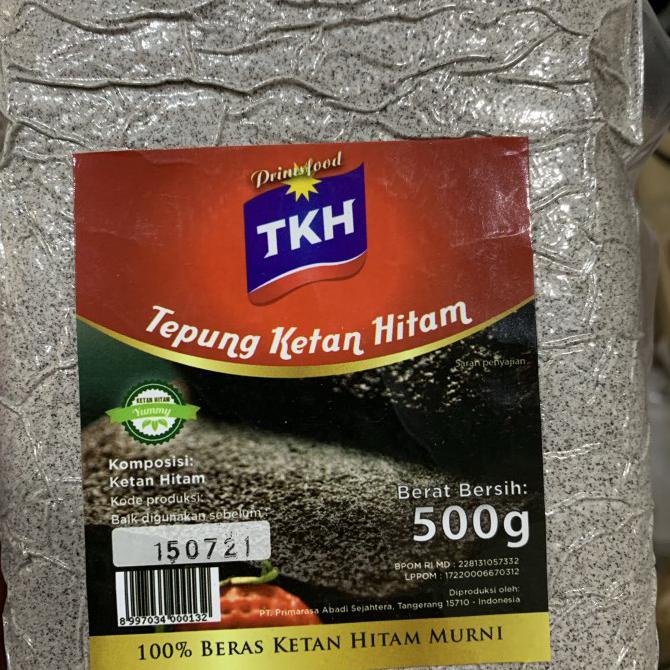 Primafood
TKH
Tepung Ketan Hitam
Saran penyajian
KETAN HITAM
Yummy
Komposisi:
Ketan Hitam
Kode produksi:
Baik digunakan sebelum :
150721
Berat Bersih:
500g
BPOM RI MD : 228131057332
LPPOM : 17220006670312
Diproduksi oleh:
PT. Primarasa Abadi Sejahtera, Tangerang 15710 - Indonesia
8 997034 000132
100% BERAS KETAN HITAM MURNI